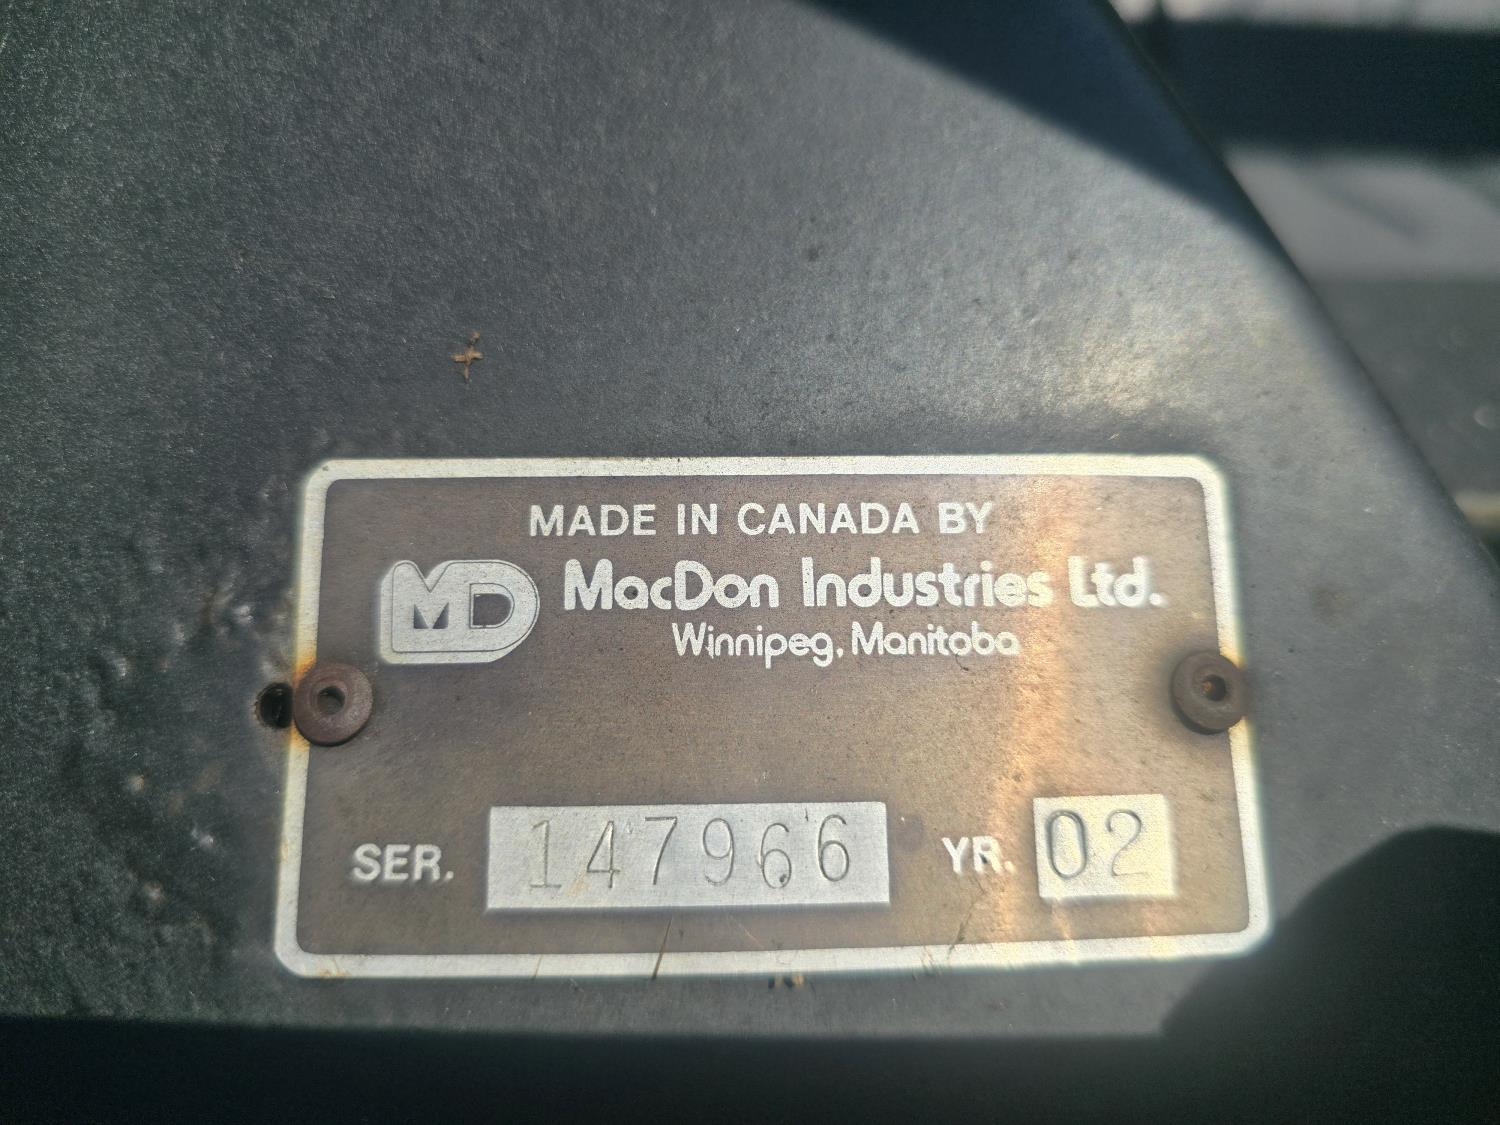 MADE IN CANADA BY
MD MacDon Industries Ltd.
Winnipeg, Manitoba
SER. 147966 YR. 02